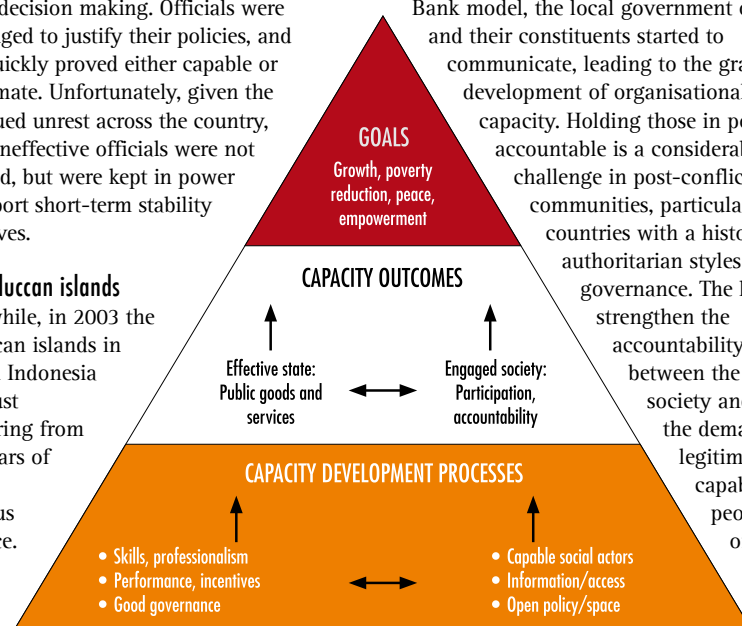 decision making. Officials were
ged to justify their policies, and
uickly proved either capable or
mate. Unfortunately, given the
ued unrest across the country,
neffective officials were not
d, but were kept in power
port short-term stability
ves.
luccan islands
while, in 2003 the
can islands in
Indonesia
ust
ring from
ars of
us
ce.
GOALS
Growth, poverty
reduction, peace,
empowerment
CAPACITY OUTCOMES
Effective state:
Public goods and
services
Engaged society:
Participation,
accountability
CAPACITY DEVELOPMENT PROCESSES
• Skills, professionalism
• Performance, incentives
• Good governance
• Capable social actors
• Information/access
• Open policy/space
Bank model, the local government
and their constituents started to
communicate, leading to the gra
development of organisational
capacity. Holding those in p
accountable is a considerab
challenge in post-conflic
communities, particula
countries with a histo
authoritarian styles
governance. The
strengthen the
accountability
between the
society an
the dema
legitim
capab
peo
o